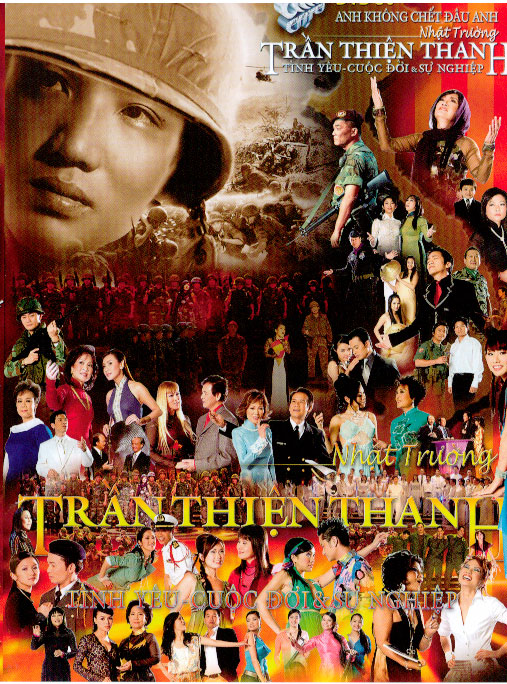 ANH KHÔNG CHẾT ĐÂU ANH
Nhật Trường
TRẦN THIỆN THANH
TÌNH YÊU-CUỘC ĐỜI & SỰ NGHIỆP
Nhật Trường
TRẦN THIỆN THANH
TÌNH YÊU-CUỘC ĐỜI & SỰ NGHIỆP